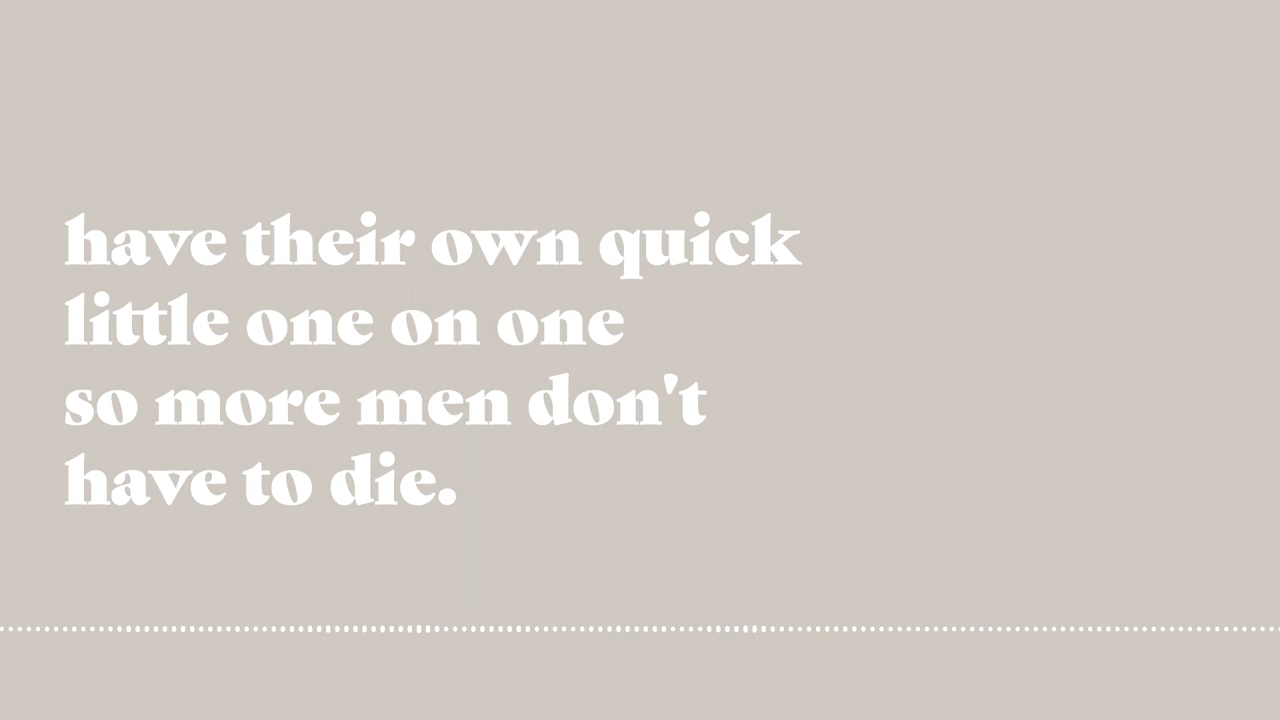 have their own quick
little one on one
so more men don't
have to die.